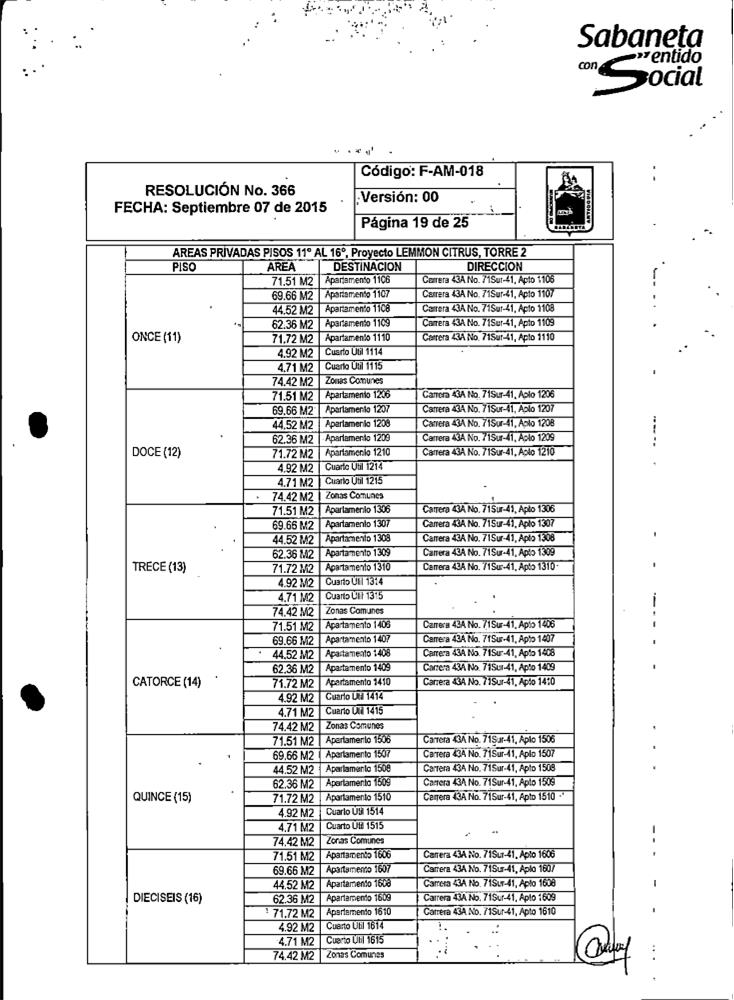 Sabaneta
con Sentido
Social
RESOLUCIÓN No. 366
FECHA: Septiembre 07 de 2015
Código: F-AM-018
Versión: 00
Página 19 de 25
SABANETA
ANTIOQUIA
AREAS PRIVADAS PISOS 11° AL 16°, Proyecto LEMMON CITRUS, TORRE 2
PISO AREA DESTINACION DIRECCION
ONCE (11)
71.51 M2 Apartamento 1106 Carrera 43A No. 71Sur-41, Apto 1106
69.66 M2 Apartamento 1107 Carrera 43A No. 71Sur-41, Apto 1107
44.52 M2 Apartamento 1108 Carrera 43A No. 71Sur-41, Apto 1108
62.36 M2 Apartamento 1109 Carrera 43A No. 71Sur-41, Apto 1109
71.72 M2 Apartamento 1110 Carrera 43A No. 71Sur-41, Apto 1110
4.92 M2 Cuarto Útil 1114
4.71 M2 Cuarto Útil 1115
74.42 M2 Zonas Comunes
DOCE (12)
71.51 M2 Apartamento 1206 Carrera 43A No. 71Sur-41, Apto 1206
69.66 M2 Apartamento 1207 Carrera 43A No. 71Sur-41, Apto 1207
44.52 M2 Apartamento 1208 Carrera 43A No. 71Sur-41, Apto 1208
62.36 M2 Apartamento 1209 Carrera 43A No. 71Sur-41, Apto 1209
71.72 M2 Apartamento 1210 Carrera 43A No. 71Sur-41, Apto 1210
4.92 M2 Cuarto Útil 1214
4.71 M2 Cuarto Útil 1215
74.42 M2 Zonas Comunes
TRECE (13)
71.51 M2 Apartamento 1306 Carrera 43A No. 71Sur-41, Apto 1306
69.66 M2 Apartamento 1307 Carrera 43A No. 71Sur-41, Apto 1307
44.52 M2 Apartamento 1308 Carrera 43A No. 71Sur-41, Apto 1308
62.36 M2 Apartamento 1309 Carrera 43A No. 71Sur-41, Apto 1309
71.72 M2 Apartamento 1310 Carrera 43A No. 71Sur-41, Apto 1310
4.92 M2 Cuarto Útil 1314
4.71 M2 Cuarto Útil 1315
74.42 M2 Zonas Comunes
CATORCE (14)
71.51 M2 Apartamento 1406 Carrera 43A No. 71Sur-41, Apto 1406
69.66 M2 Apartamento 1407 Carrera 43A No. 71Sur-41, Apto 1407
44.52 M2 Apartamento 1408 Carrera 43A No. 71Sur-41, Apto 1408
62.36 M2 Apartamento 1409 Carrera 43A No. 71Sur-41, Apto 1409
71.72 M2 Apartamento 1410 Carrera 43A No. 71Sur-41, Apto 1410
4.92 M2 Cuarto Útil 1414
4.71 M2 Cuarto Útil 1415
74.42 M2 Zonas Comunes
QUINCE (15)
71.51 M2 Apartamento 1506 Carrera 43A No. 71Sur-41, Apto 1506
69.66 M2 Apartamento 1507 Carrera 43A No. 71Sur-41, Apto 1507
44.52 M2 Apartamento 1508 Carrera 43A No. 71Sur-41, Apto 1508
62.36 M2 Apartamento 1509 Carrera 43A No. 71Sur-41, Apto 1509
71.72 M2 Apartamento 1510 Carrera 43A No. 71Sur-41, Apto 1510
4.92 M2 Cuarto Útil 1514
4.71 M2 Cuarto Útil 1515
74.42 M2 Zonas Comunes
DIECISEIS (16)
71.51 M2 Apartamento 1606 Carrera 43A No. 71Sur-41, Apto 1606
69.66 M2 Apartamento 1607 Carrera 43A No. 71Sur-41, Apto 1607
44.52 M2 Apartamento 1608 Carrera 43A No. 71Sur-41, Apto 1608
62.36 M2 Apartamento 1609 Carrera 43A No. 71Sur-41, Apto 1609
71.72 M2 Apartamento 1610 Carrera 43A No. 71Sur-41, Apto 1610
4.92 M2 Cuarto Útil 1614
4.71 M2 Cuarto Útil 1615
74.42 M2 Zonas Comunes